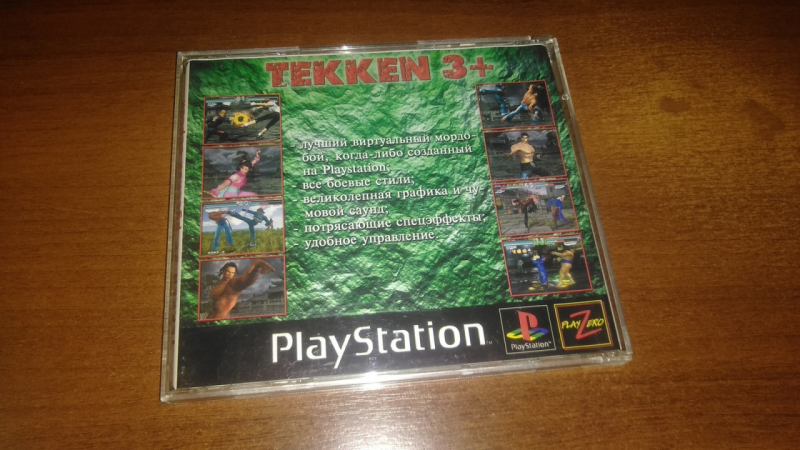 TEKKEN 3+
- лучший виртуальный мордо-
бой, когда-либо созданный
на Playstation;
- все боевые стили;
- великолепная графика и чу-
мовой саунд;
- потрясающие спецэффекты;
- удобное управление.
PlayStation
PlayStation
PLAY ZERO